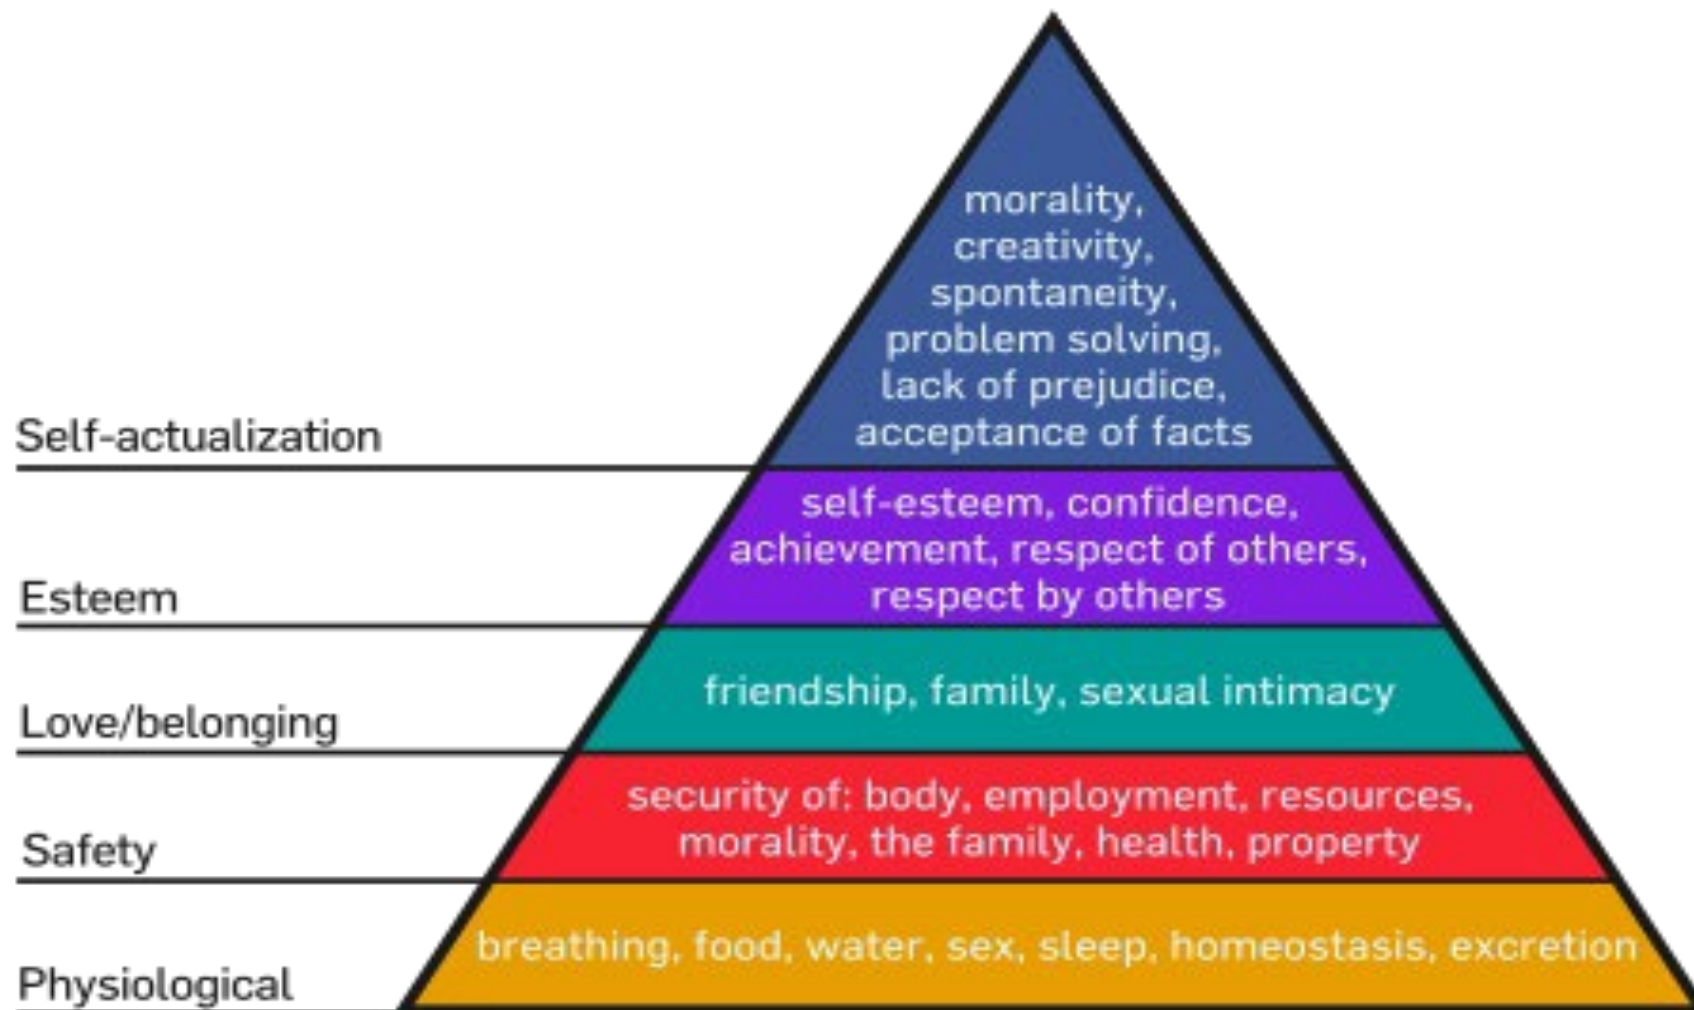 morality,
creativity,
spontaneity,
problem solving,
lack of prejudice,
acceptance of facts
Self-actualization
self-esteem, confidence,
achievement, respect of others,
respect by others
Esteem
friendship, family, sexual intimacy
Love/belonging
security of: body, employment, resources,
morality, the family, health, property
Safety
breathing, food, water, sex, sleep, homeostasis, excretion
Physiological